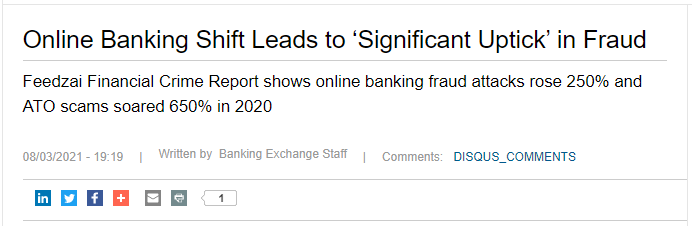 Online Banking Shift Leads to ‘Significant Uptick’ in Fraud
Feedzai Financial Crime Report shows online banking fraud attacks rose 250% and
ATO scams soared 650% in 2020
08/03/2021 - 19:19 | Written by Banking Exchange Staff | Comments: DISQUS_COMMENTS
in f + 1